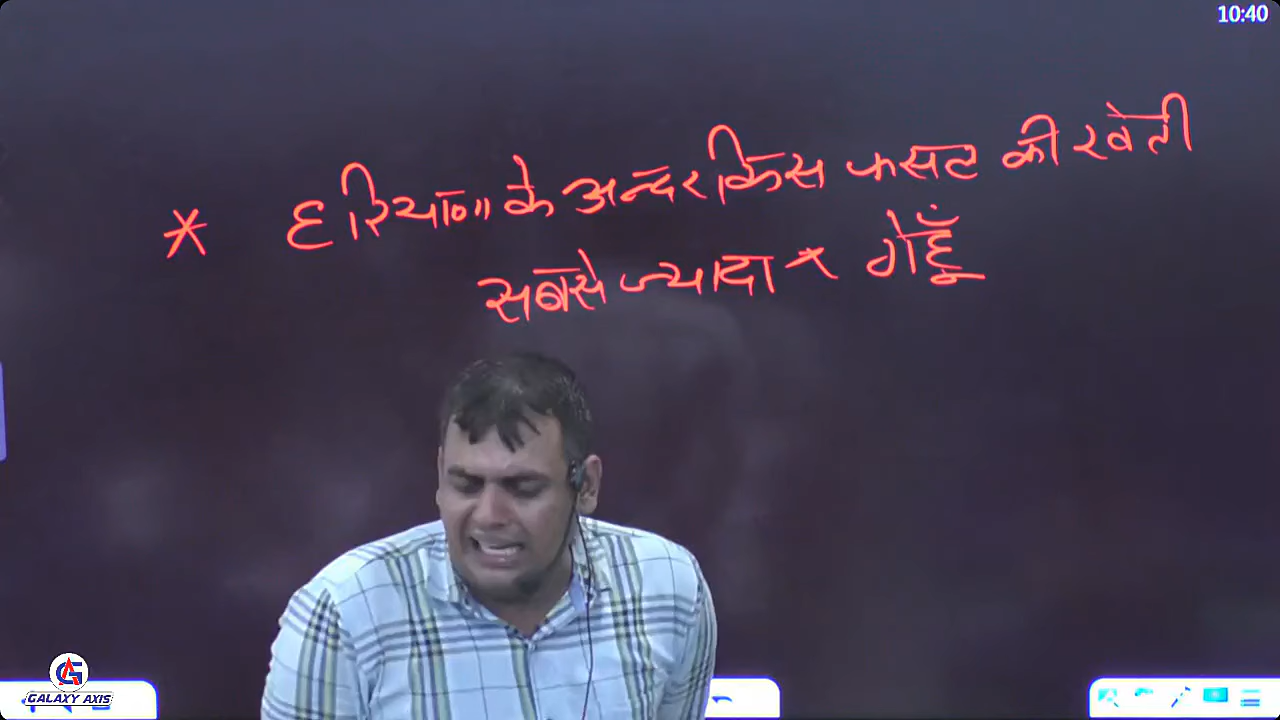 10:40
* हरियाणा के अन्दर किस फसल की खेती
सबसे ज्यादा * गेहूँ
GALAXY AXIS